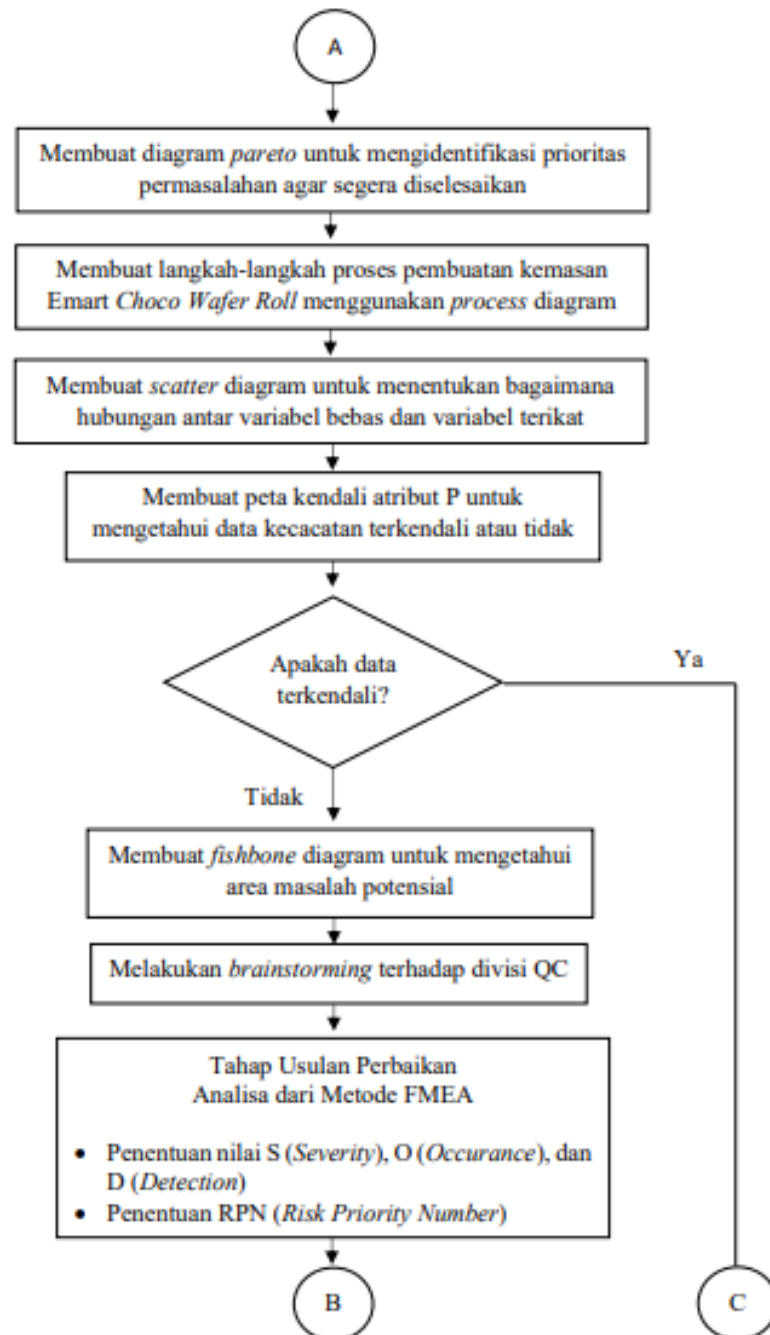 A
Membuat diagram pareto untuk mengidentifikasi prioritas
permasalahan agar segera diselesaikan
Membuat langkah-langkah proses pembuatan kemasan
Emart Choco Wafer Roll menggunakan process diagram
Membuat scatter diagram untuk menentukan bagaimana
hubungan antar variabel bebas dan variabel terikat
Membuat peta kendali atribut P untuk
mengetahui data kecacatan terkendali atau tidak
Apakah data
terkendali?
Ya
Tidak
Membuat fishbone diagram untuk mengetahui
area masalah potensial
Melakukan brainstorming terhadap divisi QC
Tahap Usulan Perbaikan
Analisa dari Metode FMEA
• Penentuan nilai S (Severity), O (Occurance), dan
D (Detection)
• Penentuan RPN (Risk Priority Number)
B
C